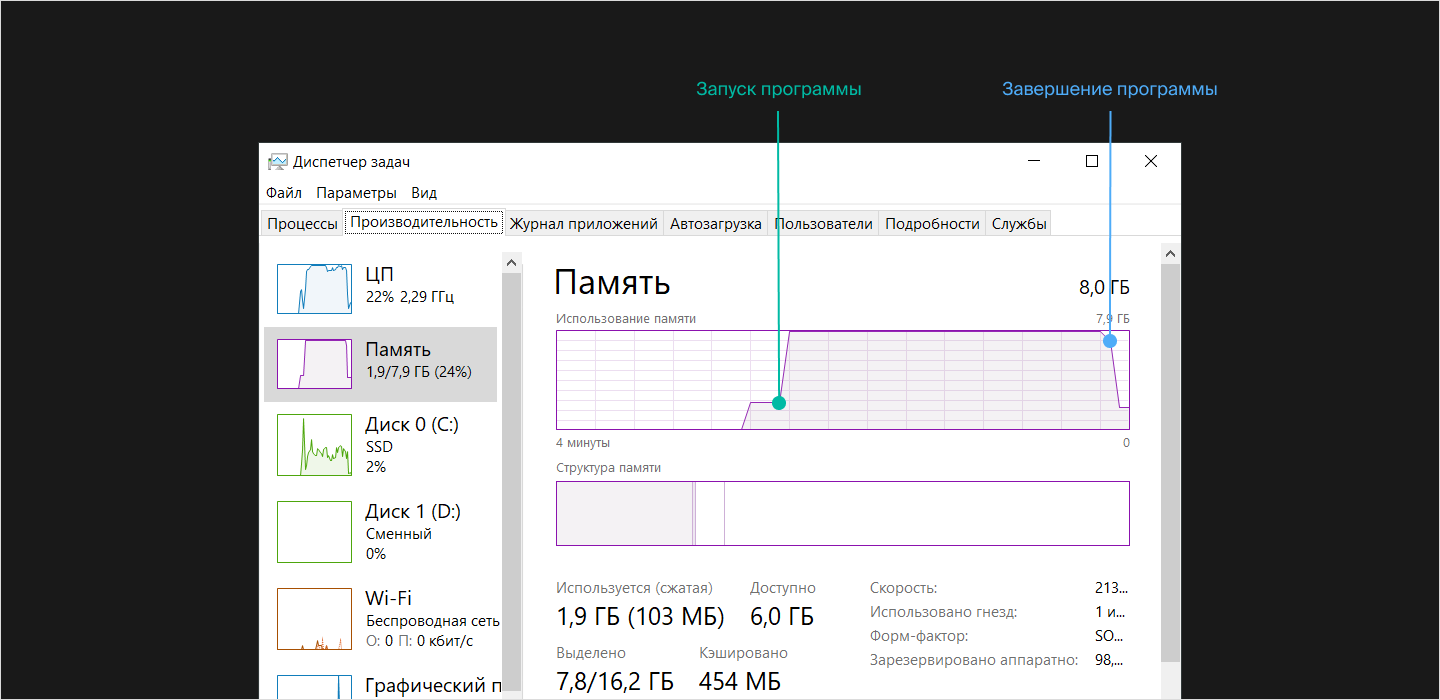 Запуск программы
Завершение программы
Диспетчер задач
Файл Параметры Вид
Процессы Производительность Журнал приложений Автозагрузка Пользователи Подробности Службы
ЦП
22% 2,29 ГГц
Память
1,9/7,9 ГБ (24%)
Диск 0 (C:)
SSD
2%
Диск 1 (D:)
Сменный
0%
Wi-Fi
Беспроводная сеть
О: 0 П: 0 кбит/с
Графический п
Память
8,0 ГБ
Использование памяти
7,9 ГБ
4 минуты
0
Структура памяти
Используется (сжатая)
1,9 ГБ (103 МБ)
Доступно
6,0 ГБ
Выделено
7,8/16,2 ГБ
Кэшировано
454 МБ
Скорость: 213...
Использовано гнезд: 1 и...
Форм-фактор: SO...
Зарезервировано аппаратно: 98,...